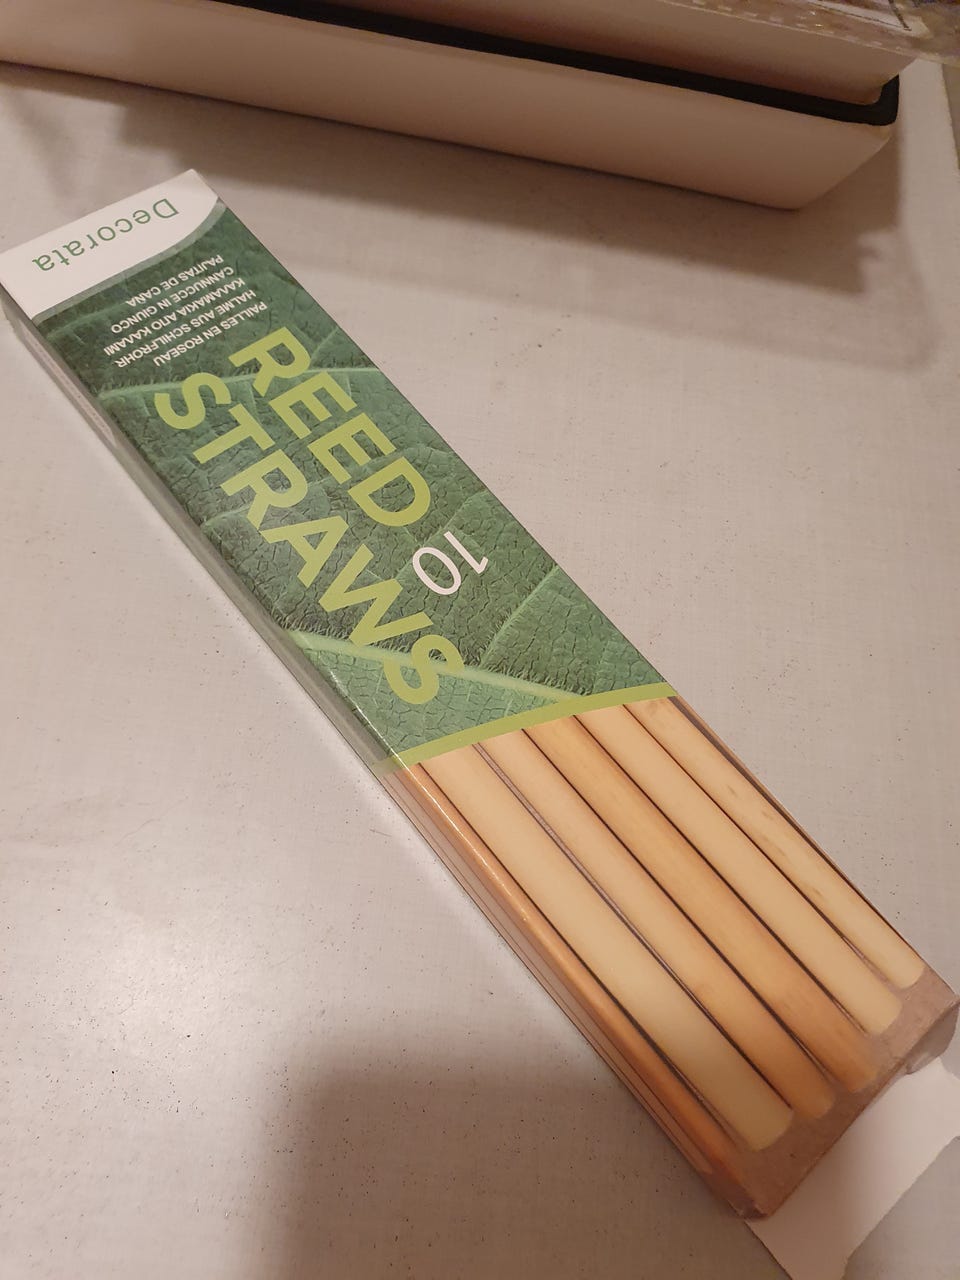 10
REED
STRAWS
PAILLES EN ROSEAU
HALME AUS SCHILFROHR
ΚΑΛΑΜΑΚΙΑ ΑΠΟ ΚΑΛΑΜΙ
CANNUCCE IN GIUNCO
PAJITAS DE CAÑA
Decorata